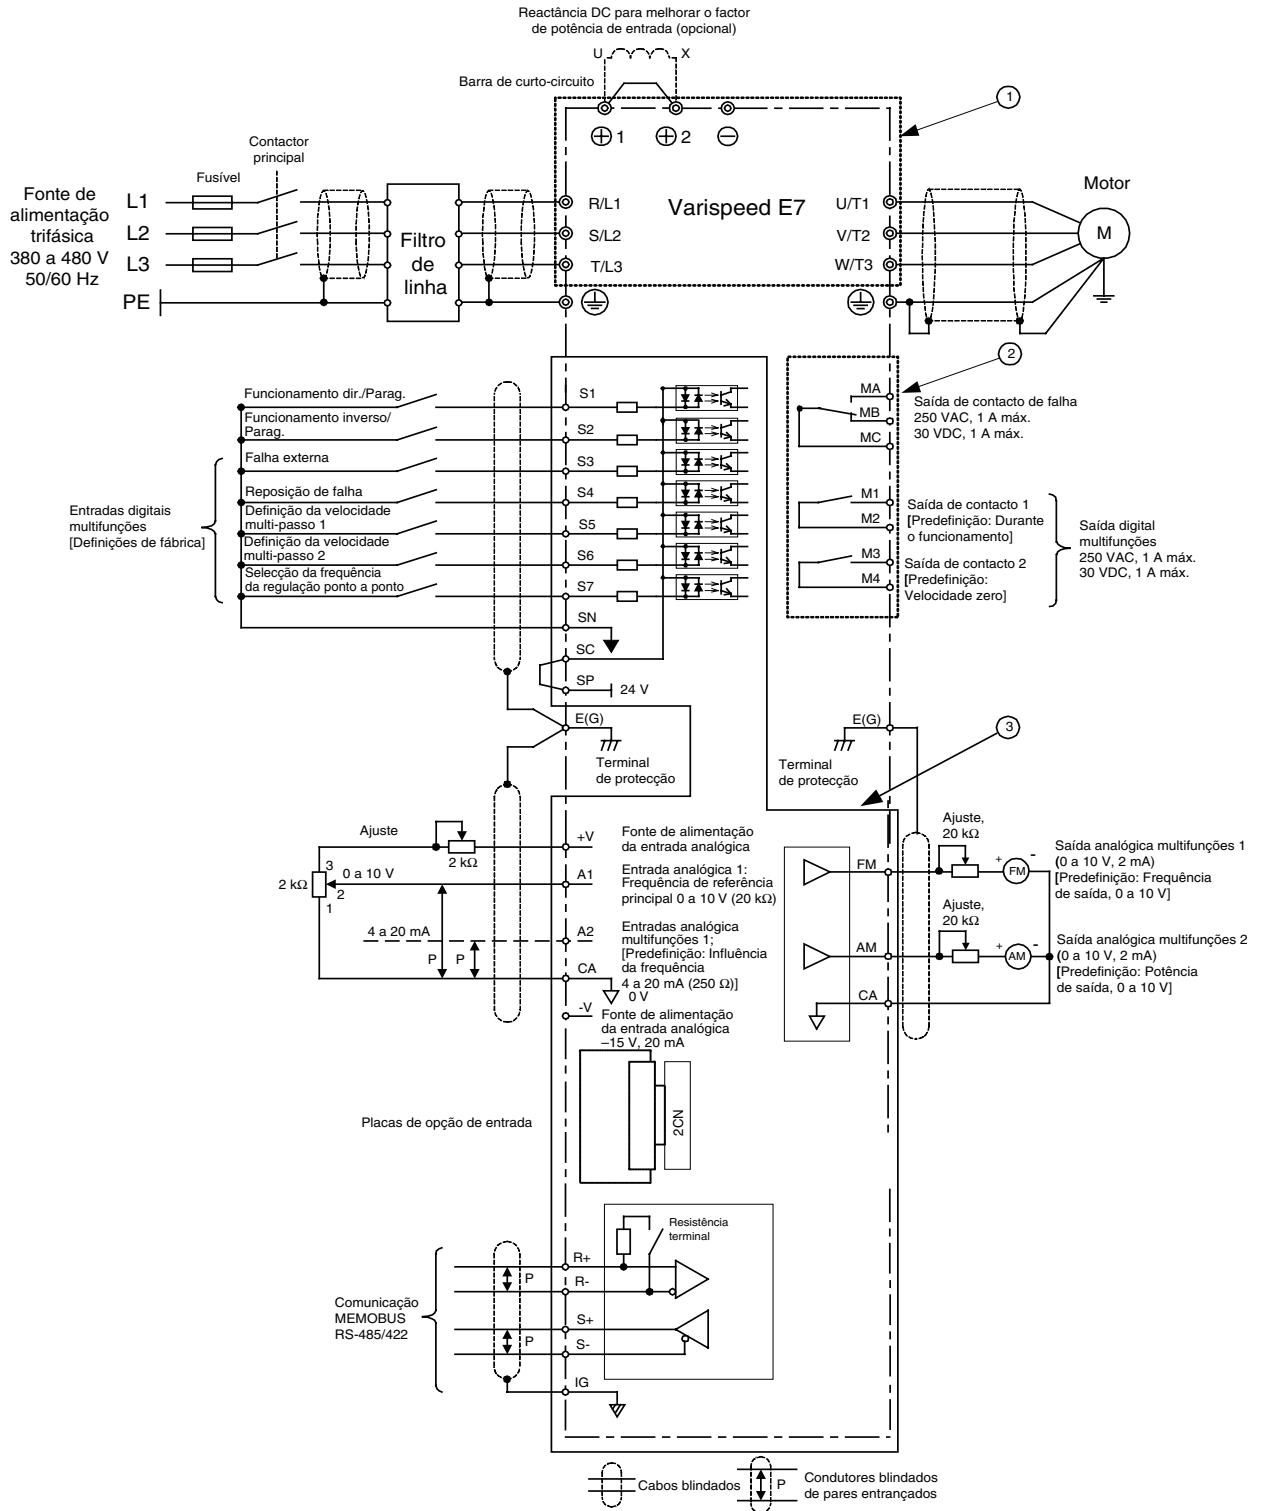 Reactância DC para melhorar o factor
de potência de entrada (opcional)
U X
Barra de curto-circuito
1
1 2
Contactor
principal
Fusível
Fonte de
alimentação
trifásica
380 a 480 V
50/60 Hz
L1
L2
L3
PE
Filtro
de
linha
R/L1
S/L2
T/L3
Varispeed E7
U/T1
V/T2
W/T3
Motor
M
2
Funcionamento dir./Parag.
Funcionamento inverso/
Parag.
Falha externa
Reposição de falha
Definição da velocidade
multi-passo 1
Definição da velocidade
multi-passo 2
Selecção da frequência
da regulação ponto a ponto
Entradas digitais
multifunções
[Definições de fábrica]
S1
S2
S3
S4
S5
S6
S7
SN
SC
SP
24 V
E(G)
Terminal
de protecção
MA
MB
MC
M1
M2
M3
M4
Saída de contacto de falha
250 VAC, 1 A máx.
30 VDC, 1 A máx.
Saída de contacto 1
[Predefinição: Durante
o funcionamento]
Saída de contacto 2
[Predefinição:
Velocidade zero]
Saída digital
multifunções
250 VAC, 1 A máx.
30 VDC, 1 A máx.
E(G)
Terminal
de protecção
3
Ajuste
2 kΩ
2 kΩ
3
2
1
0 a 10 V
4 a 20 mA
P P
+V
A1
A2
CA
-V
Fonte de alimentação
da entrada analógica
Entrada analógica 1:
Frequência de referência
principal 0 a 10 V (20 kΩ)
Entradas analógica
multifunções 1;
[Predefinição: Influência
da frequência
4 a 20 mA (250 Ω)]
0 V
Fonte de alimentação
da entrada analógica
–15 V, 20 mA
FM
AM
CA
Ajuste,
20 kΩ
+ FM -
Ajuste,
20 kΩ
+ AM -
Saída analógica multifunções 1
(0 a 10 V, 2 mA)
[Predefinição: Frequência
de saída, 0 a 10 V]
Saída analógica multifunções 2
(0 a 10 V, 2 mA)
[Predefinição: Potência
de saída, 0 a 10 V]
Placas de opção de entrada
2CN
Resistência
terminal
Comunicação
MEMOBUS
RS-485/422
P
P
R+
R-
S+
S-
IG
Cabos blindados
P
Condutores blindados
de pares entrançados